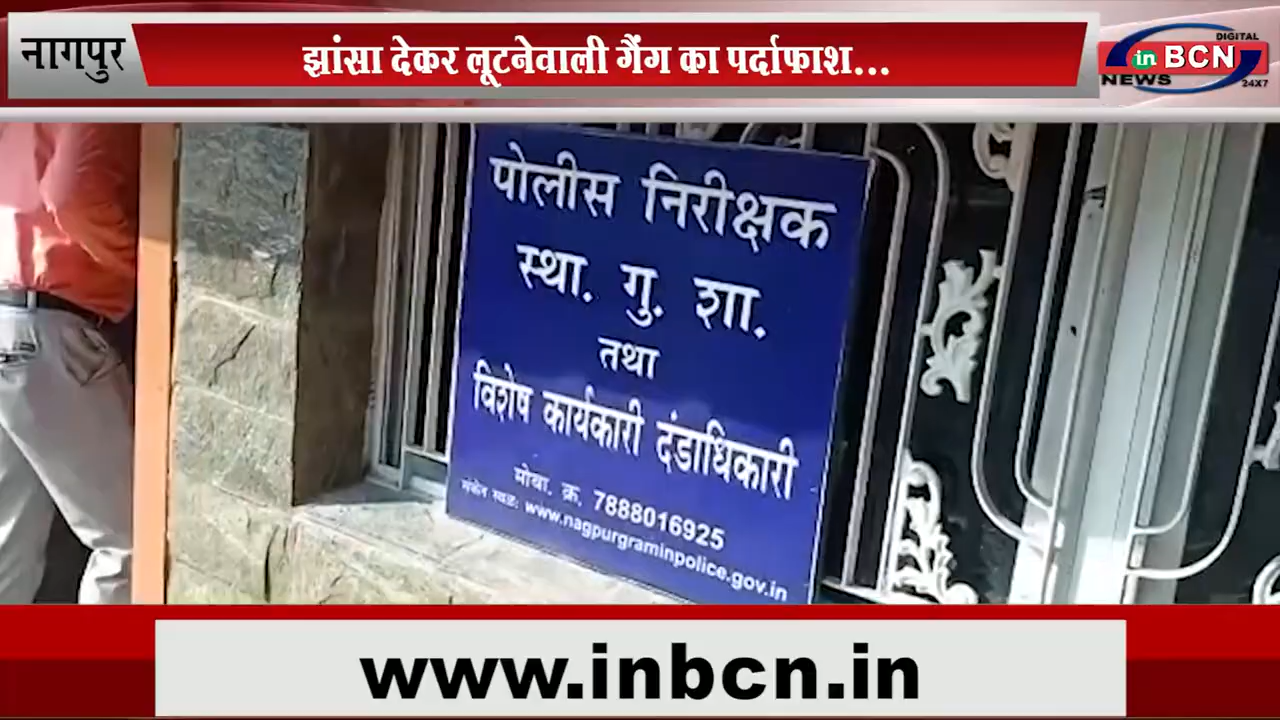 नागपुर
झांसा देकर लूटनेवाली गैंग का पर्दाफाश...
DIGITAL
in BCN
NEWS
24X7
पोलीस निरीक्षक
स्था. गु. शा.
तथा
विशेष कार्यकारी दंडाधिकारी
मोबा. क्र. 7888016925
संकेत स्थळ: www.nagpurgraminpolice.gov.in
www.inbcn.in